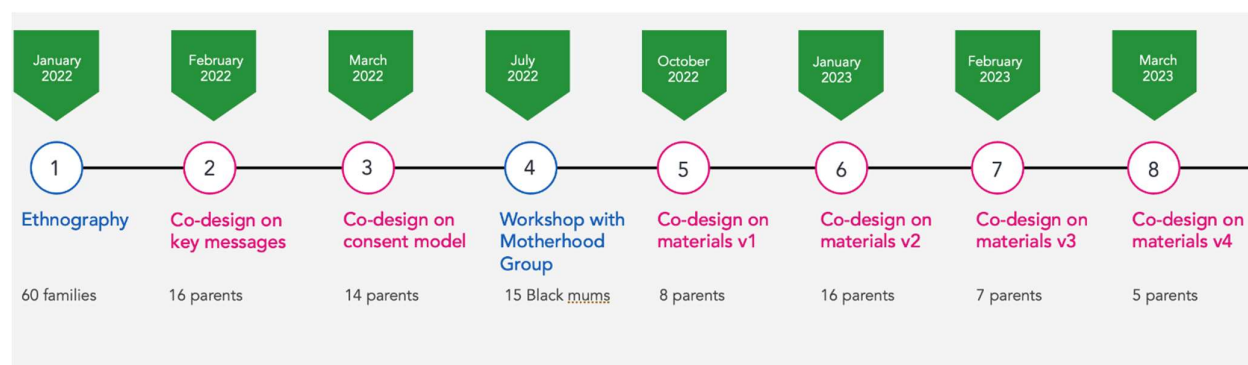 January
2022
February
2022
March
2022
July
2022
October
2022
January
2023
February
2023
March
2023
1
2
3
4
5
6
7
8
Ethnography
Co-design on
key messages
Co-design on
consent model
Workshop with
Motherhood
Group
Co-design on
materials v1
Co-design on
materials v2
Co-design on
materials v3
Co-design on
materials v4
60 families
16 parents
14 parents
15 Black mums
8 parents
16 parents
7 parents
5 parents